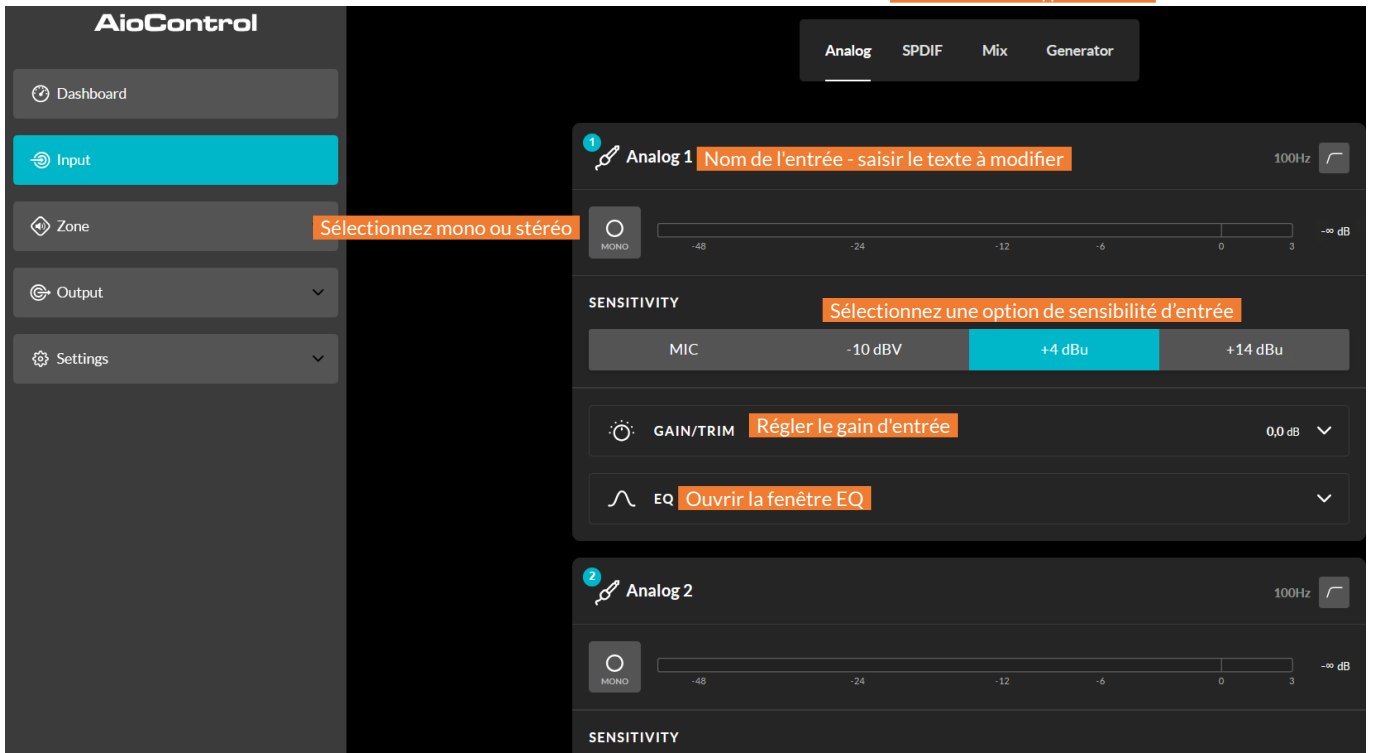 AioControl
Analog SPDIF Mix Generator
Dashboard
Input
Zone
Output
Settings
1
Analog 1 Nom de l'entrée - saisir le texte à modifier 100Hz
Sélectionnez mono ou stéréo
MONO -48 -24 -12 -6 0 3 -∞ dB
SENSITIVITY
Sélectionnez une option de sensibilité d'entrée
MIC -10 dBV +4 dBu +14 dBu
GAIN/TRIM Régler le gain d'entrée 0,0 dB
EQ Ouvrir la fenêtre EQ
2
Analog 2 100Hz
MONO -48 -24 -12 -6 0 3 -∞ dB
SENSITIVITY